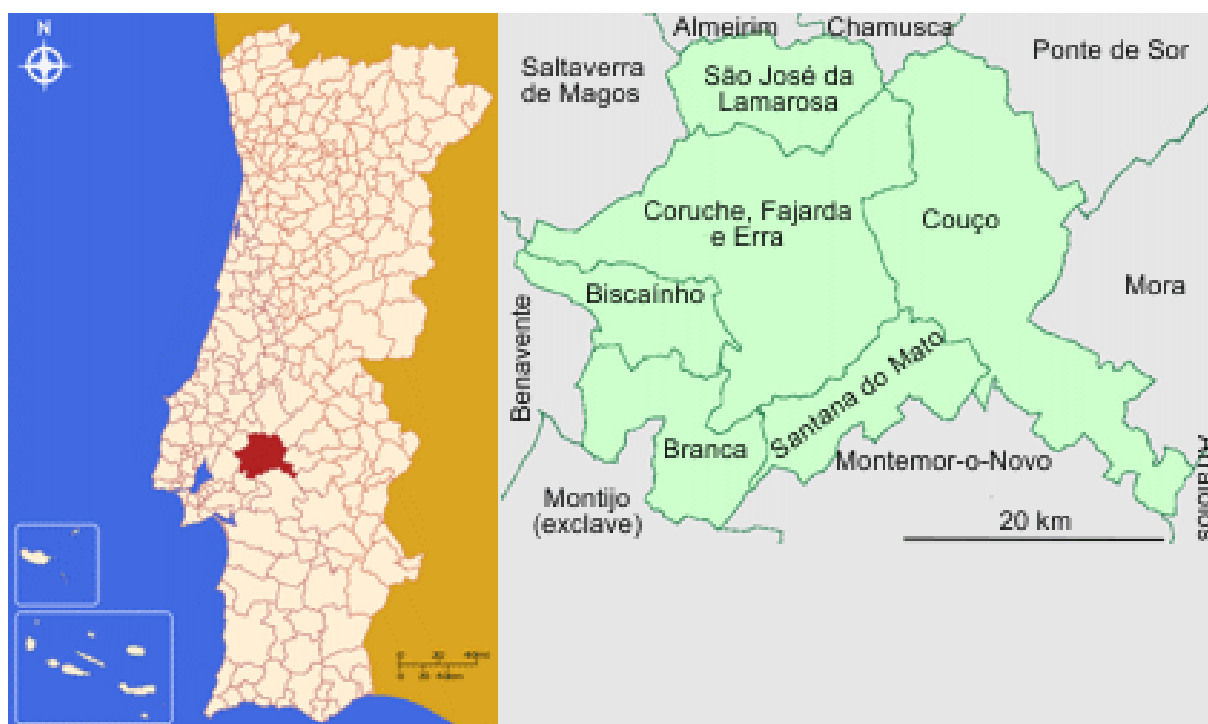 N
Almeirim
Chamusca
Saltaverra
de Magos
São José da
Lamarosa
Ponte de Sor
Coruche, Fajarda
e Erra
Couço
Biscaínho
Mora
Benavente
Santana do Mato
Branca
Montemor-o-Novo
Montijo
(exclave)
20 km